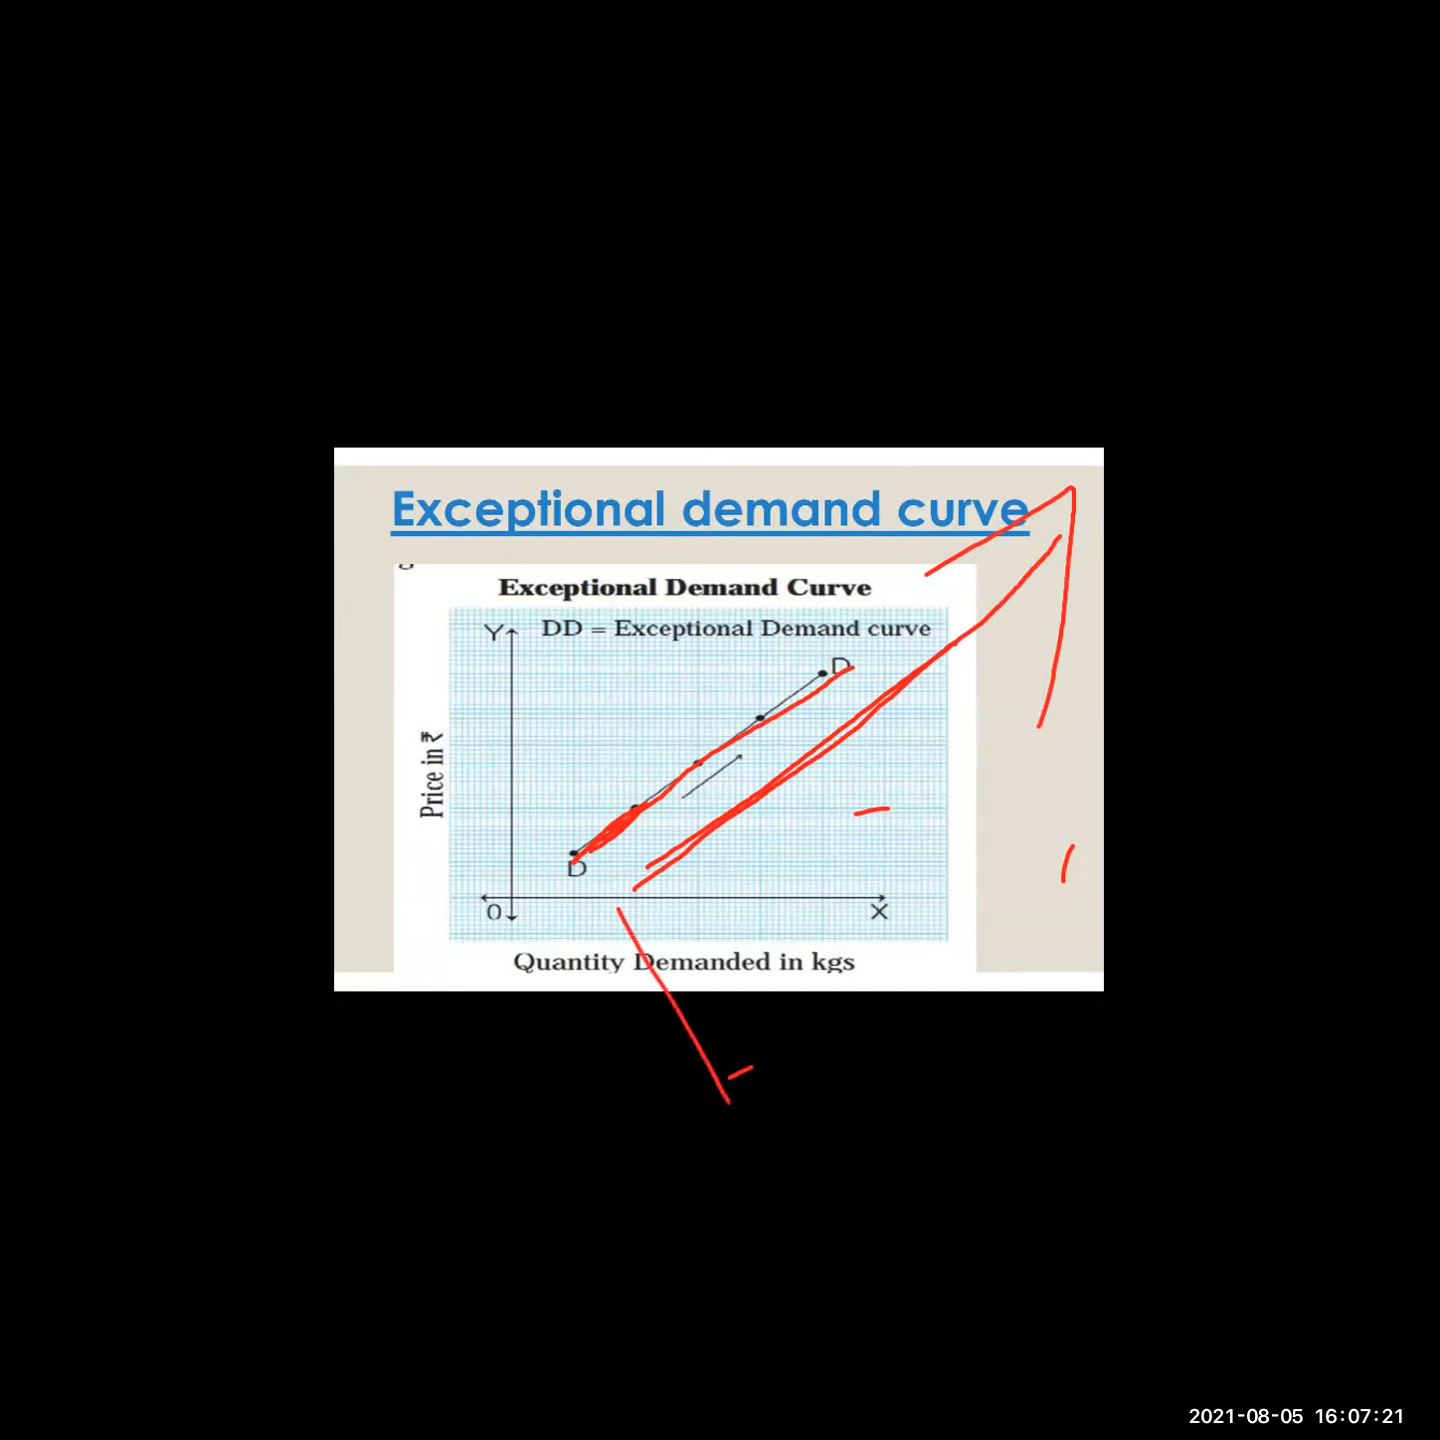 Exceptional demand curve
Exceptional Demand Curve
DD = Exceptional Demand curve
Y
D
Price in ₹
D
0
X
Quantity Demanded in kgs
2021-08-05 16:07:21